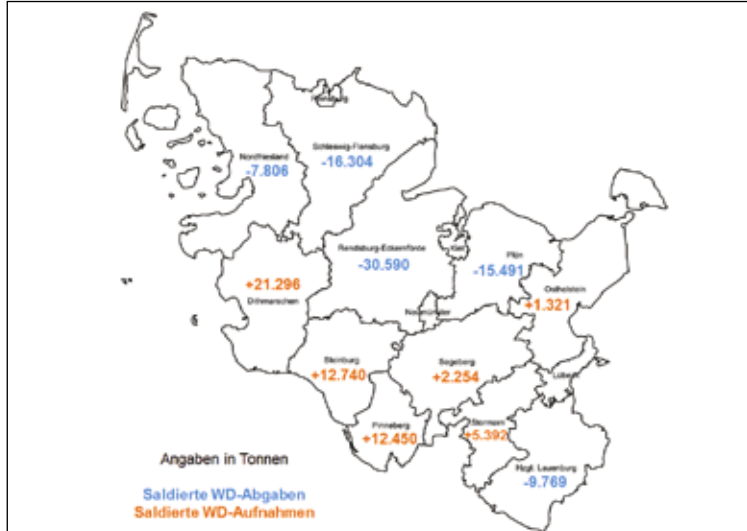 Flensburg
Schleswig-Flensburg
-16.304
Nordfriesland
-7.806
Rendsburg-Eckernförde
-30.590
Kiel
Plön
-15.491
+21.296
Dithmarschen
Ostholstein
+1.321
Neumünster
Steinburg
+12.740
Segeberg
+2.254
Lübeck
Pinneberg
+12.450
Stormarn
+5.392
Hzgt. Lauenburg
-9.769
Angaben in Tonnen
Saldierte WD-Abgaben
Saldierte WD-Aufnahmen